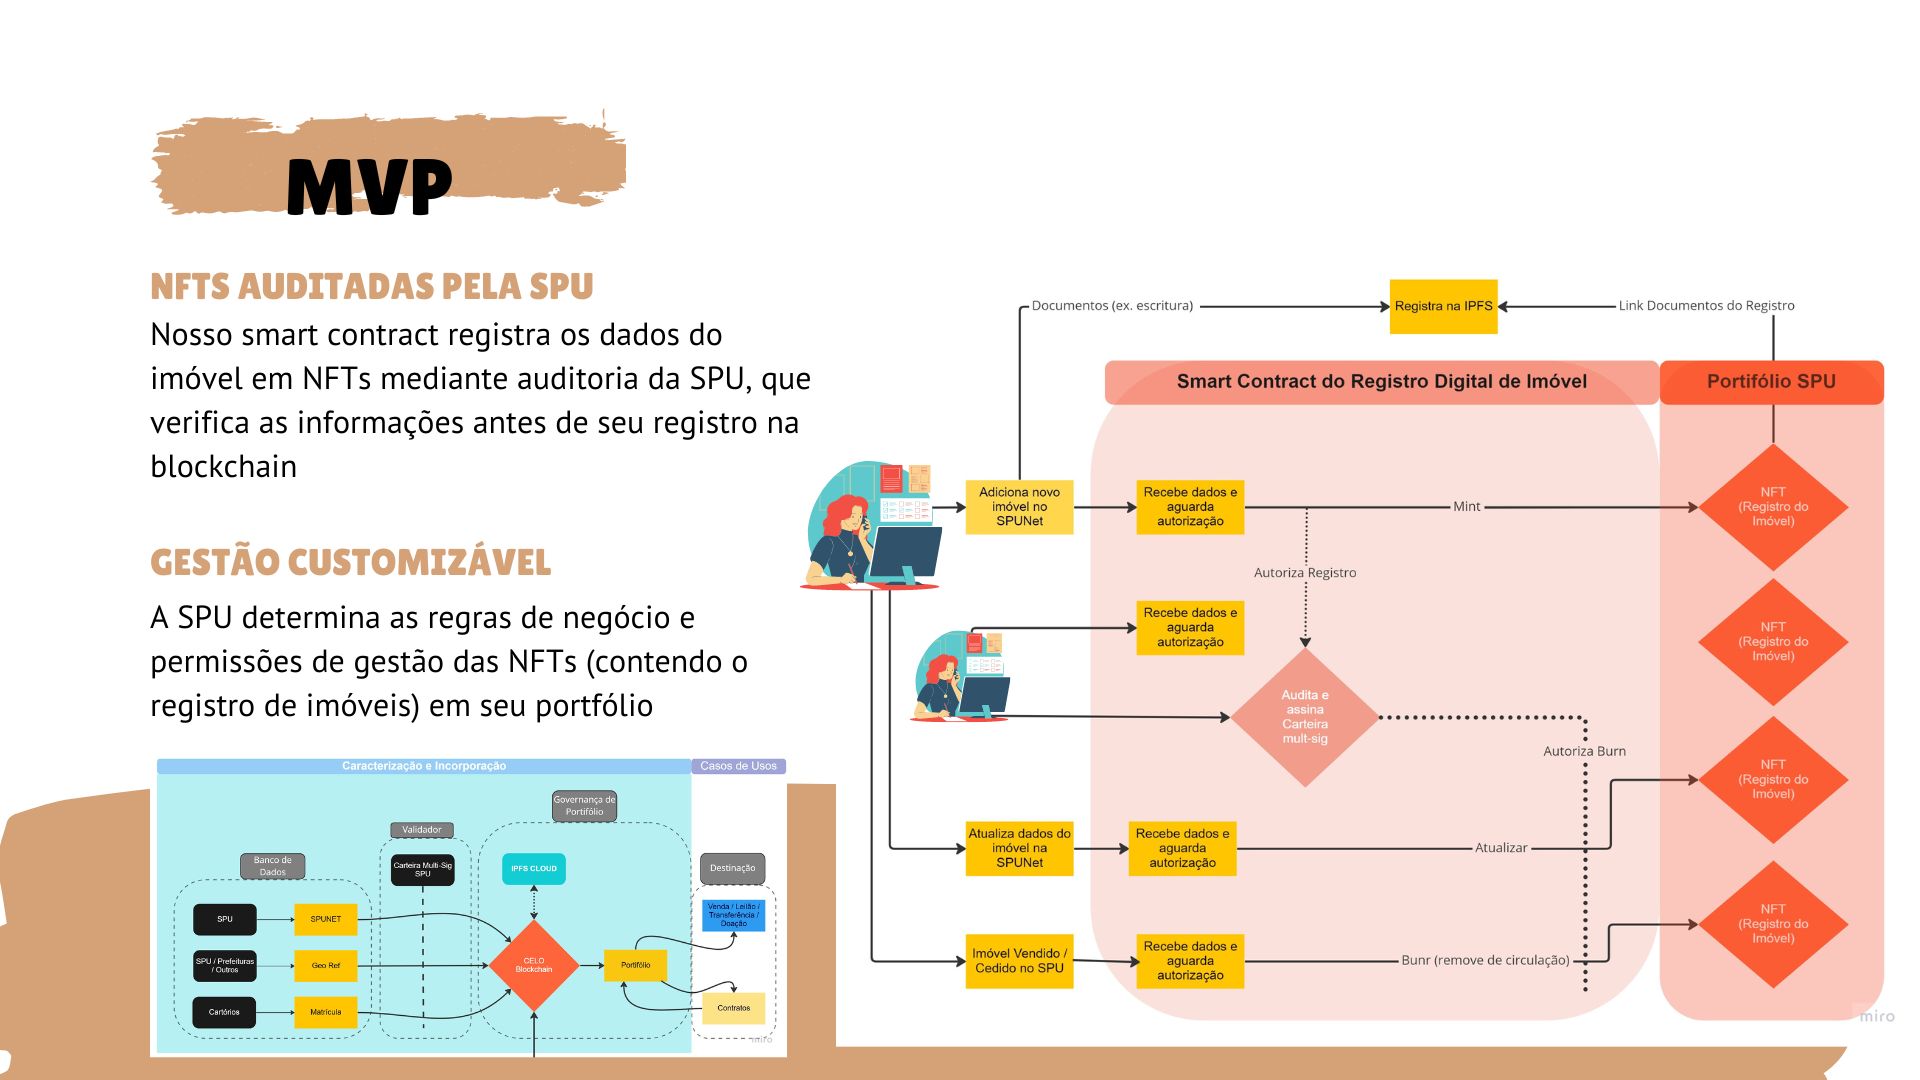 MVP
NFTS AUDITADAS PELA SPU
Nosso smart contract registra os dados do
imóvel em NFTs mediante auditoria da SPU, que
verifica as informações antes de seu registro na
blockchain
GESTÃO CUSTOMIZÁVEL
A SPU determina as regras de negócio e
permissões de gestão das NFTs (contendo o
registro de imóveis) em seu portfólio
Caracterização e Incorporação
Casos de Usos
Governança de
Portifólio
Validador
Banco de
Dados
Carteira Multi-Sig
SPU
IPFS CLOUD
Destinação
SPU
SPUNET
Venda / Leilão /
Transferência /
Doação
SPU / Prefeituras
/ Outros
Geo Ref
CELO
Blockchain
Portifólio
Cartórios
Matrícula
Contratos
miro
Documentos (ex. escritura)
Registra na IPFS
Link Documentos do Registro
Smart Contract do Registro Digital de Imóvel
Portifólio SPU
Adiciona novo
imóvel no
SPUNet
Recebe dados e
aguarda
autorização
Mint
NFT
(Registro do
Imóvel)
Autoriza Registro
Recebe dados e
aguarda
autorização
NFT
(Registro do
Imóvel)
Audita e
assina
Carteira
mult-sig
Autoriza Burn
NFT
(Registro do
Imóvel)
Atualiza dados do
imóvel na
SPUNet
Recebe dados e
aguarda
autorização
Atualizar
NFT
(Registro do
Imóvel)
Imóvel Vendido /
Cedido no SPU
Recebe dados e
aguarda
autorização
Bunr (remove de circulação)
miro